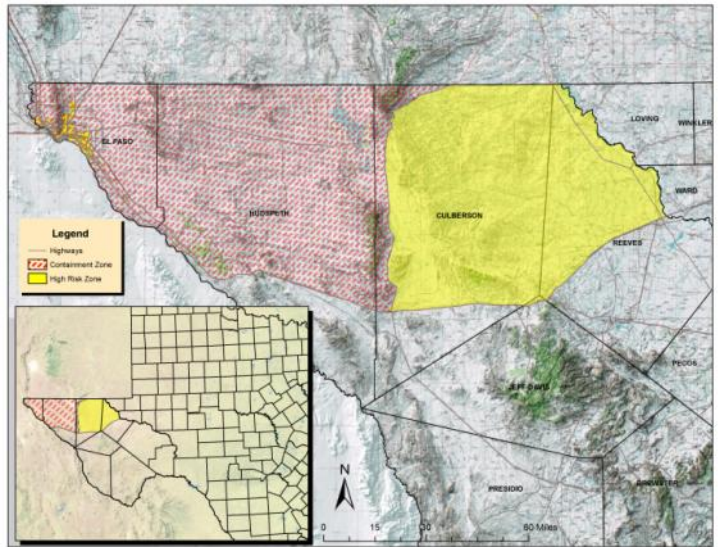 LOVING
WINKLER
EL PASO
WARD
HUDSPETH
CULBERSON
REEVES
Legend
Highways
Containment Zone
High Risk Zone
PECOS
JEFF DAVIS
N
PRESIDIO
BREWSTER
0 15 30 60 Miles